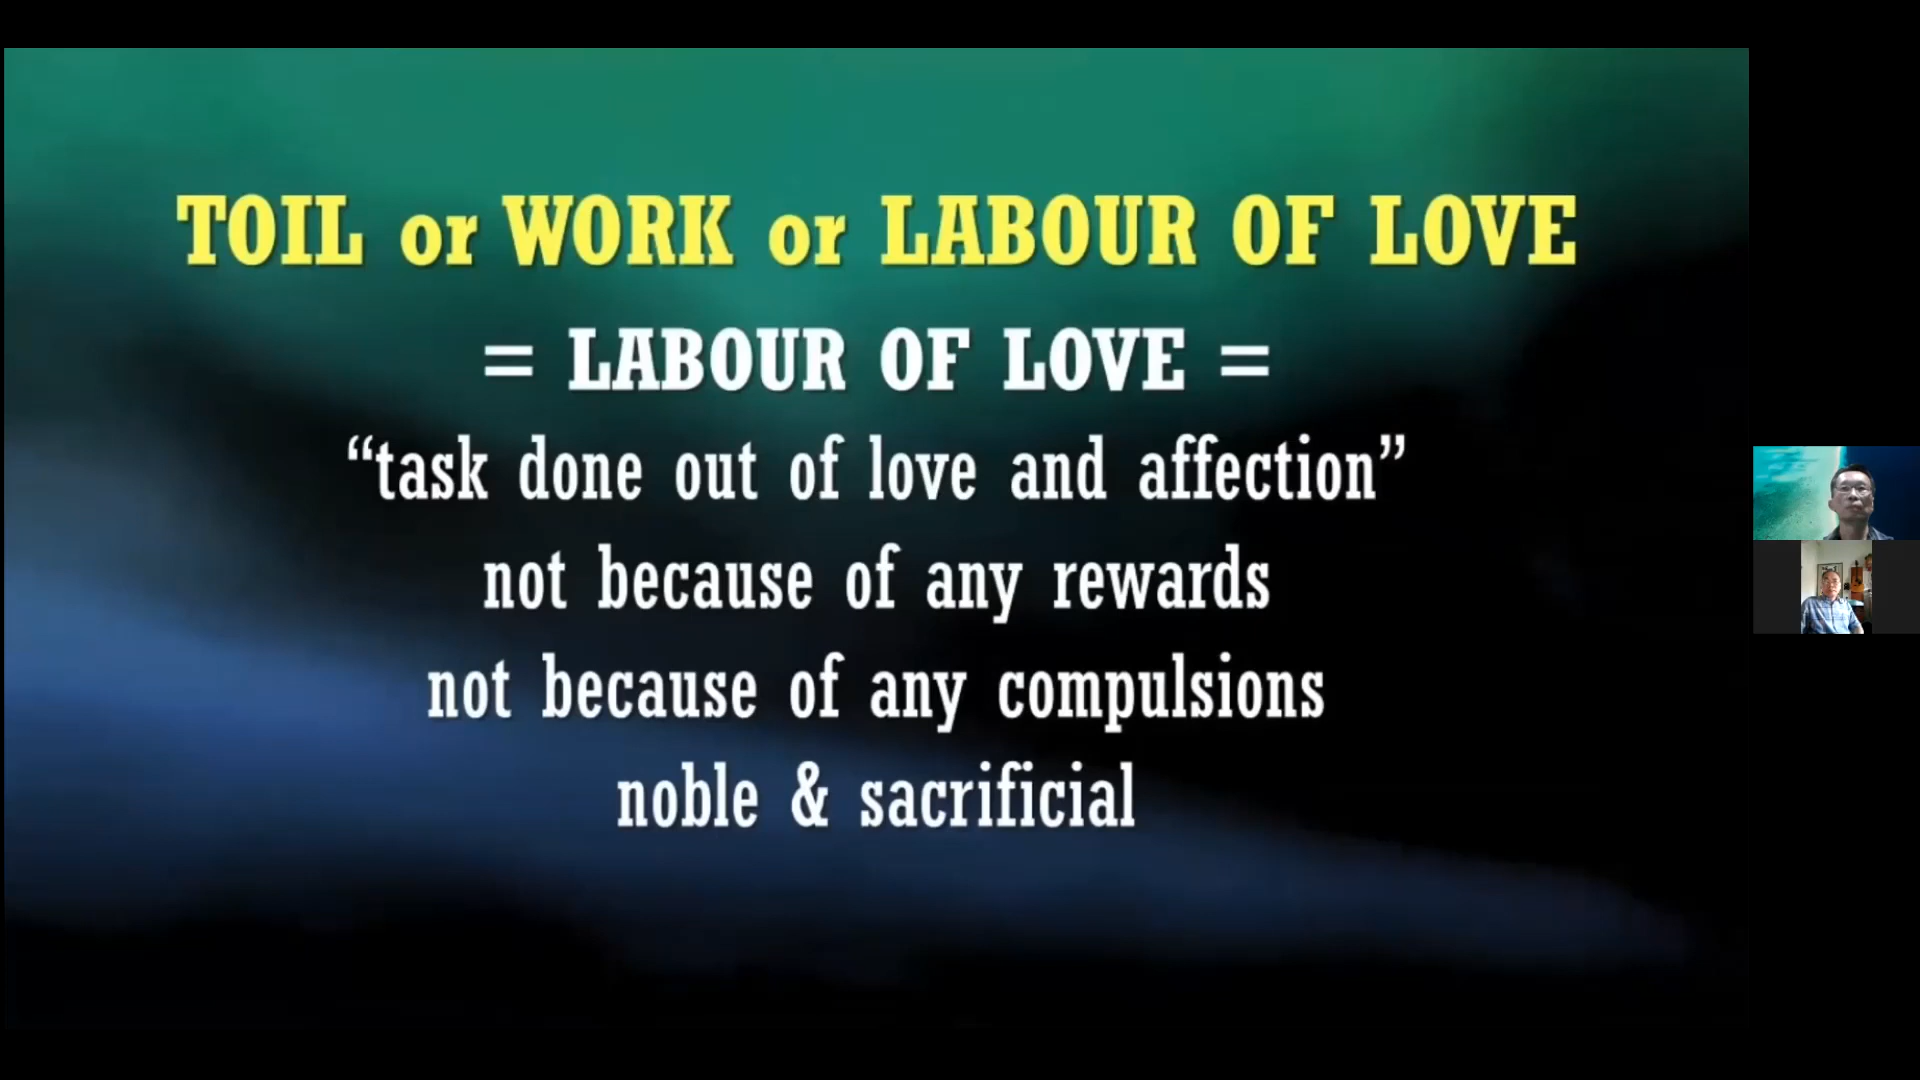 TOIL or WORK or LABOUR OF LOVE
= LABOUR OF LOVE =
“task done out of love and affection”
not because of any rewards
not because of any compulsions
noble & sacrificial